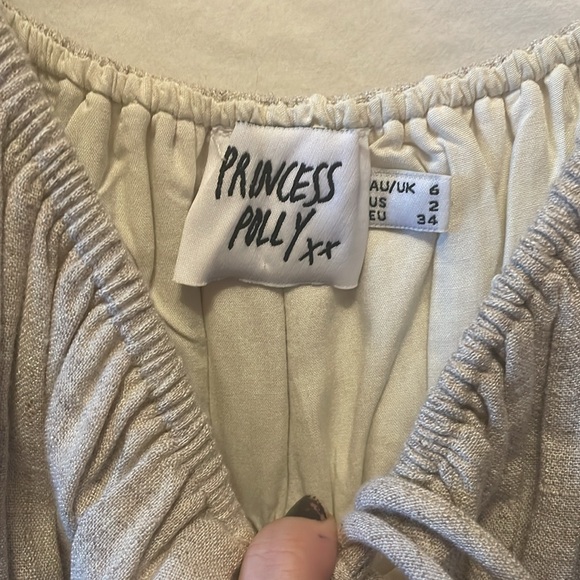 PRINCESS
POLLY xx
AU/UK 6
US 2
EU 34